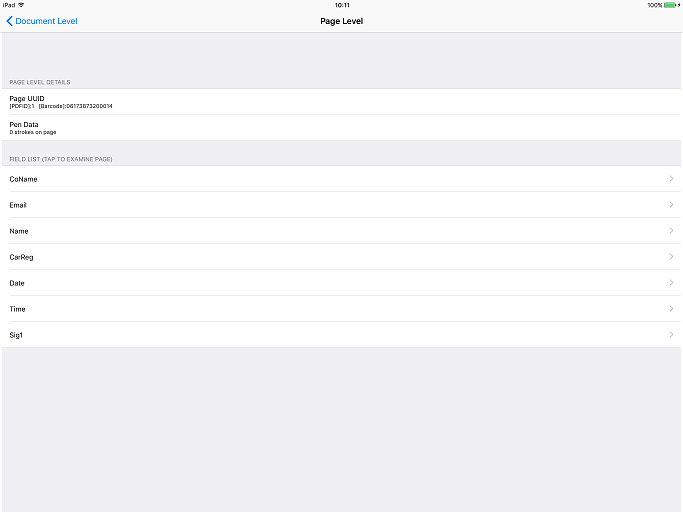 iPad 10:11 100%
Document Level Page Level
PAGE LEVEL DETAILS
Page UUID
[PDFID]:1 [Barcode]:06173873200014
Pen Data
0 strokes on page
FIELD LIST (TAP TO EXAMINE PAGE)
CoName
Email
Name
CarReg
Date
Time
Sig1